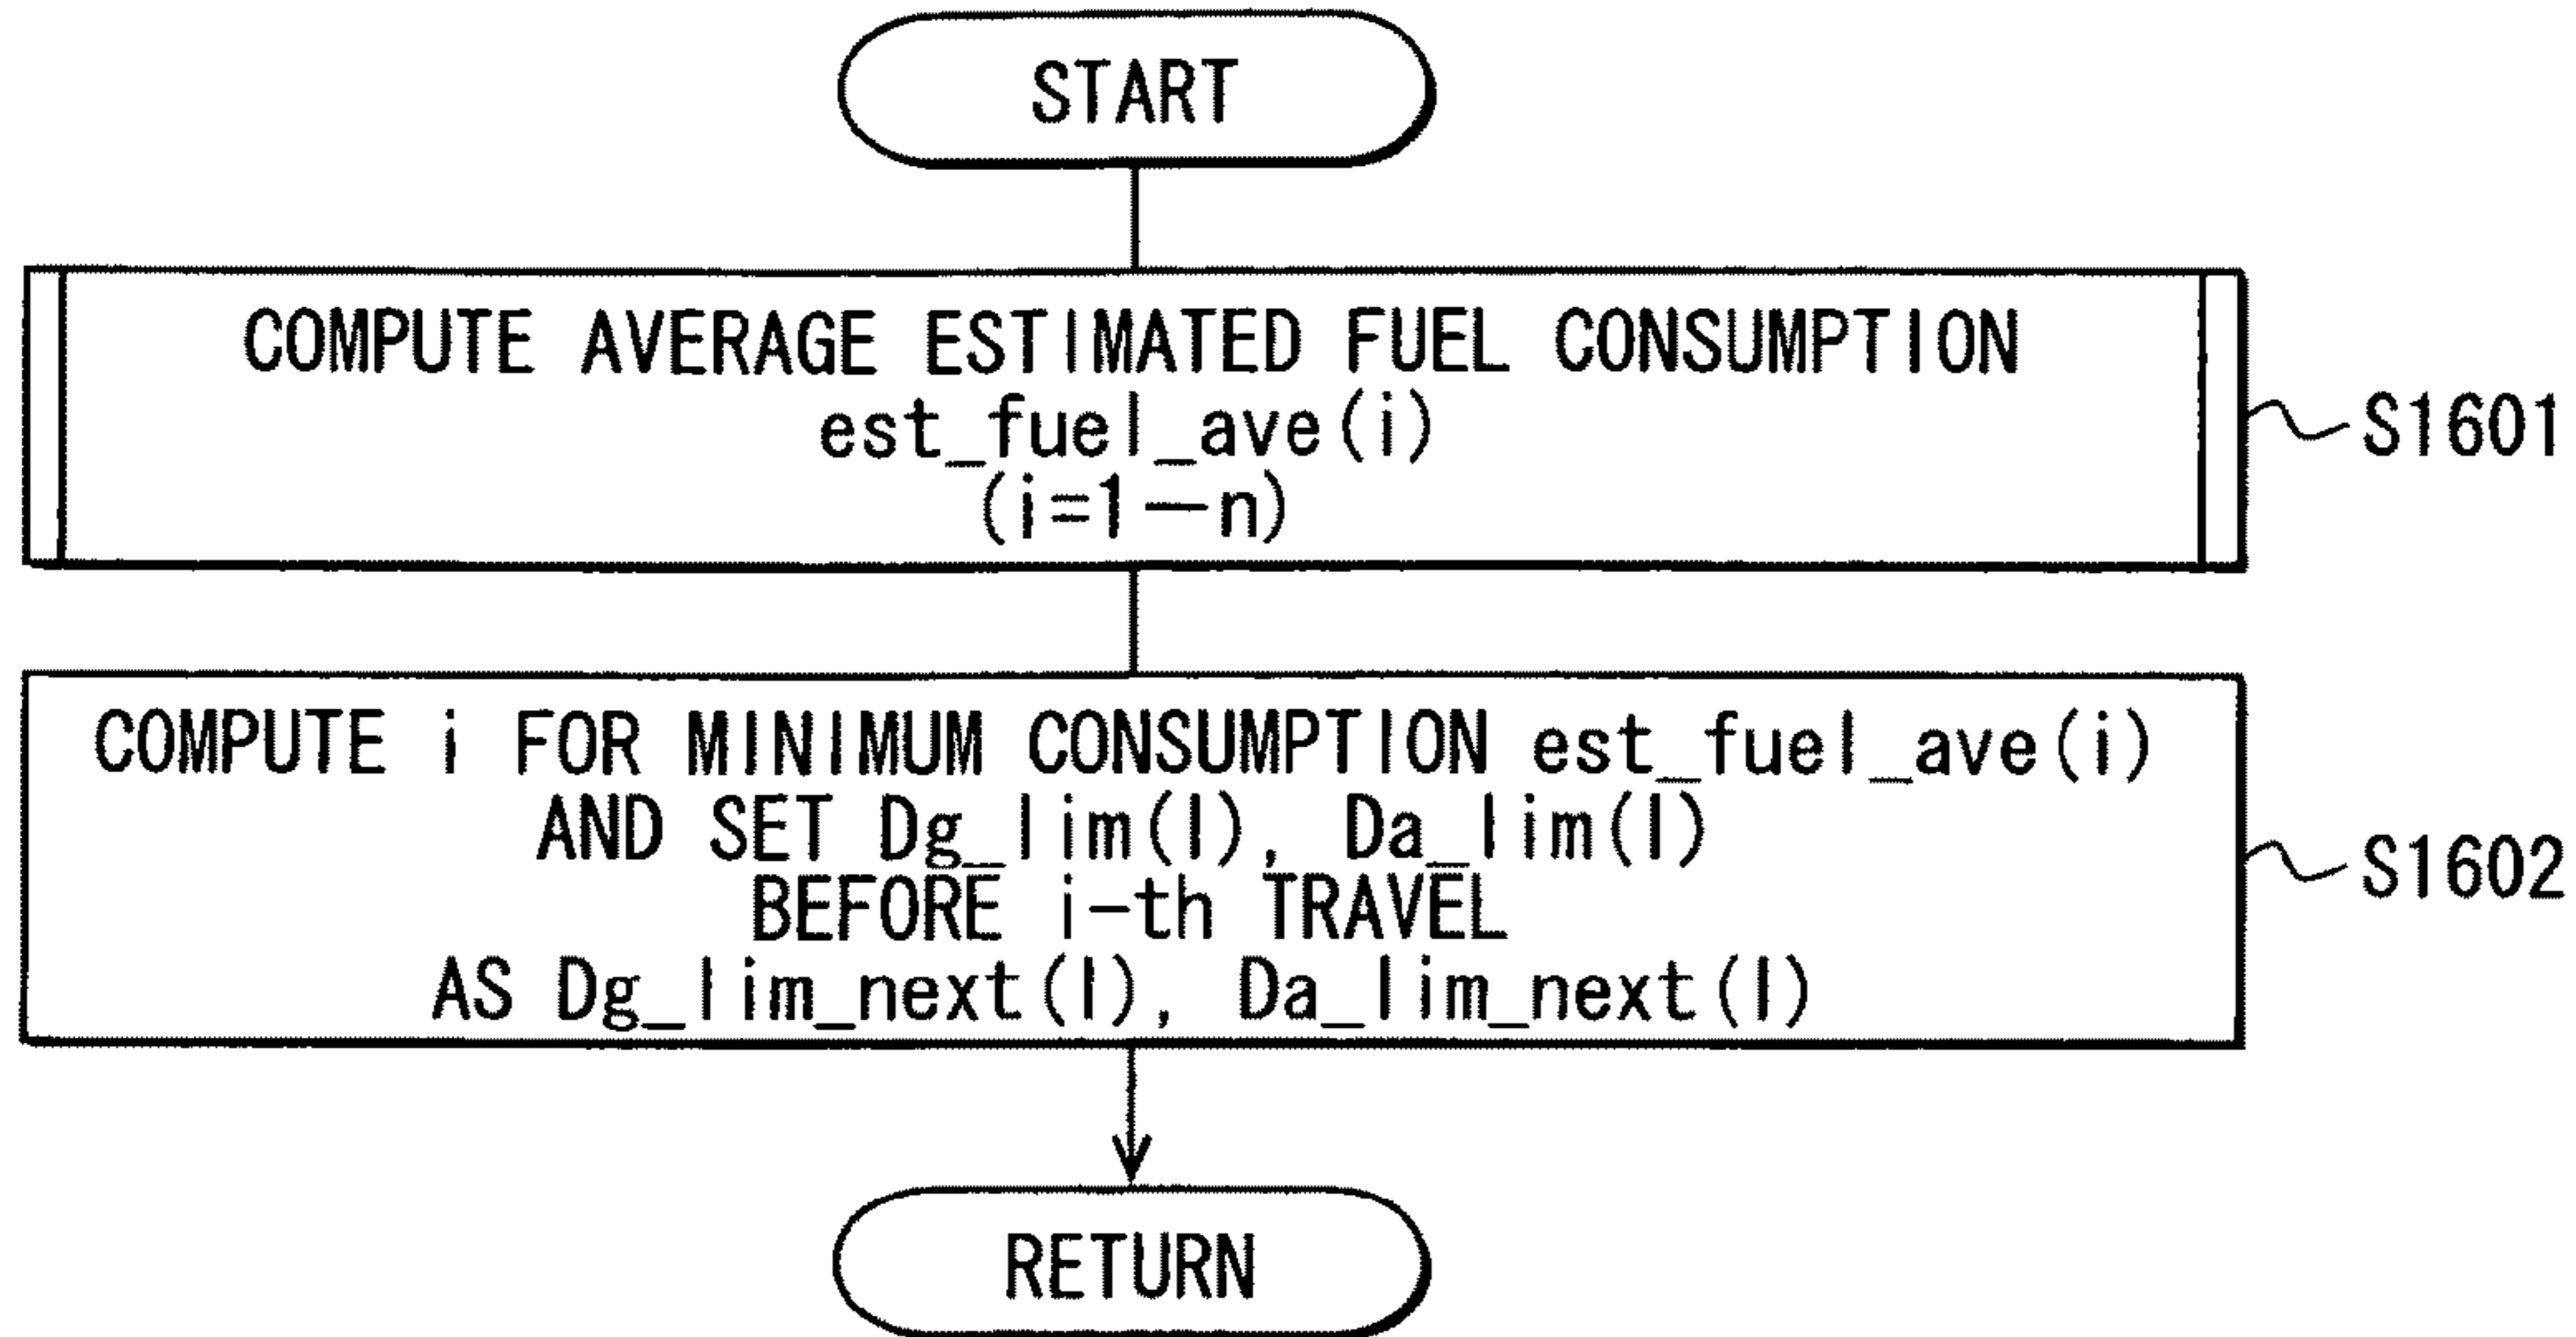 START
COMPUTE AVERAGE ESTIMATED FUEL CONSUMPTION
est_fuel_ave(i)
(i=1—n)
S1601
COMPUTE i FOR MINIMUM CONSUMPTION est_fuel_ave(i)
AND SET Dg_lim(I), Da_lim(I)
BEFORE i-th TRAVEL
AS Dg_lim_next(I), Da_lim_next(I)
S1602
RETURN